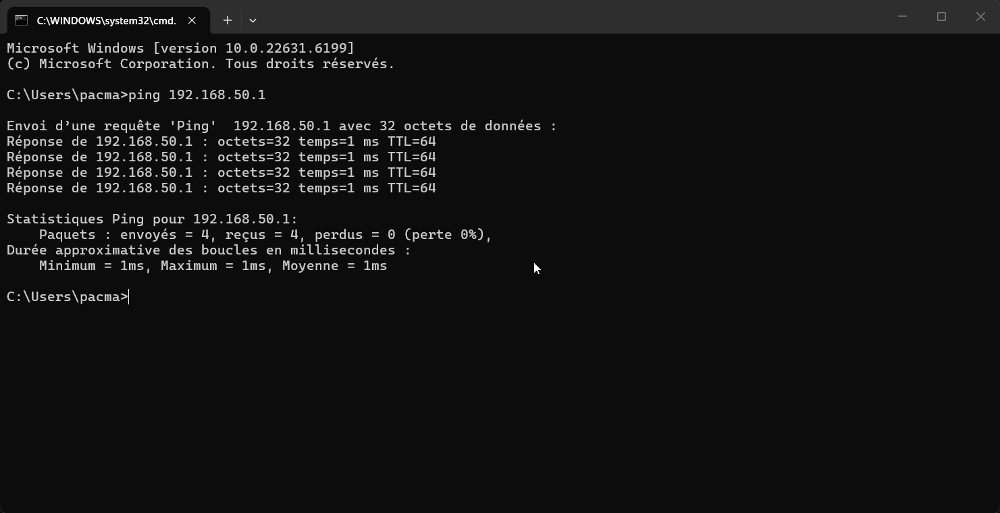 C:\WINDOWS\system32\cmd.
Microsoft Windows [version 10.0.22631.6199]
(c) Microsoft Corporation. Tous droits réservés.
C:\Users\pacma>ping 192.168.50.1
Envoi d’une requête 'Ping'  192.168.50.1 avec 32 octets de données :
Réponse de 192.168.50.1 : octets=32 temps=1 ms TTL=64
Réponse de 192.168.50.1 : octets=32 temps=1 ms TTL=64
Réponse de 192.168.50.1 : octets=32 temps=1 ms TTL=64
Réponse de 192.168.50.1 : octets=32 temps=1 ms TTL=64
Statistiques Ping pour 192.168.50.1:
    Paquets : envoyés = 4, reçus = 4, perdus = 0 (perte 0%),
Durée approximative des boucles en millisecondes :
    Minimum = 1ms, Maximum = 1ms, Moyenne = 1ms
C:\Users\pacma>